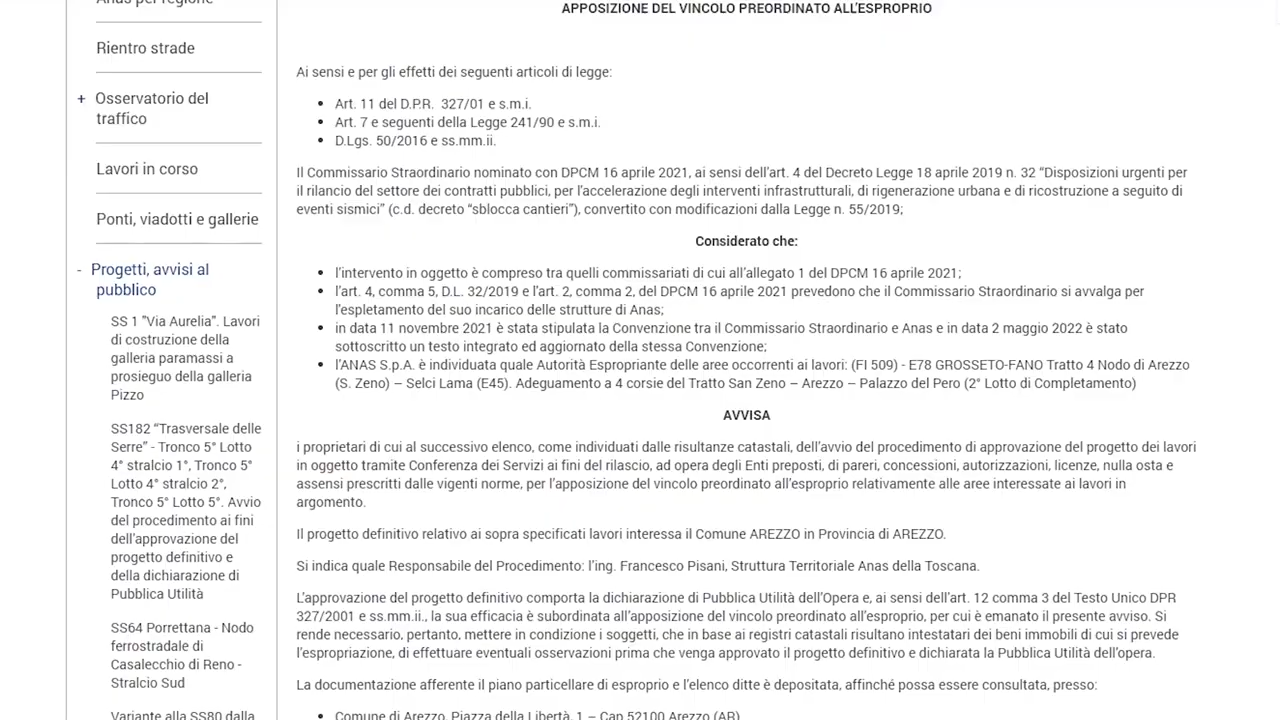 Anas per regione
Rientro strade
+ Osservatorio del
traffico
Lavori in corso
Ponti, viadotti e gallerie
- Progetti, avvisi al
pubblico
SS 1 "Via Aurelia". Lavori
di costruzione della
galleria paramassi a
prosieguo della galleria
Pizzo
SS182 “Trasversale delle
Serre” - Tronco 5° Lotto
4° stralcio 1°, Tronco 5°
Lotto 4° stralcio 2°,
Tronco 5° Lotto 5°. Avvio
del procedimento ai fini
dell’approvazione del
progetto definitivo e
della dichiarazione di
Pubblica Utilità
SS64 Porrettana - Nodo
ferrostradale di
Casalecchio di Reno -
Stralcio Sud
Variante alla SS80 dalla
APPOSIZIONE DEL VINCOLO PREORDINATO ALL’ESPROPRIO
Ai sensi e per gli effetti dei seguenti articoli di legge:
• Art. 11 del D.P.R. 327/01 e s.m.i.
• Art. 7 e seguenti della Legge 241/90 e s.m.i.
• D.Lgs. 50/2016 e ss.mm.ii.
Il Commissario Straordinario nominato con DPCM 16 aprile 2021, ai sensi dell’art. 4 del Decreto Legge 18 aprile 2019 n. 32 “Disposizioni urgenti per
il rilancio del settore dei contratti pubblici, per l’accelerazione degli interventi infrastrutturali, di rigenerazione urbana e di ricostruzione a seguito di
eventi sismici” (c.d. decreto “sblocca cantieri”), convertito con modificazioni dalla Legge n. 55/2019;
Considerato che:
• l’intervento in oggetto è compreso tra quelli commissariati di cui all’allegato 1 del DPCM 16 aprile 2021;
• l’art. 4, comma 5, D.L. 32/2019 e l’art. 2, comma 2, del DPCM 16 aprile 2021 prevedono che il Commissario Straordinario si avvalga per
l’espletamento del suo incarico delle strutture di Anas;
• in data 11 novembre 2021 è stata stipulata la Convenzione tra il Commissario Straordinario e Anas e in data 2 maggio 2022 è stato
sottoscritto un testo integrato ed aggiornato della stessa Convenzione;
• l’ANAS S.p.A. è individuata quale Autorità Espropriante delle aree occorrenti ai lavori: (FI 509) - E78 GROSSETO-FANO Tratto 4 Nodo di Arezzo
(S. Zeno) – Selci Lama (E45). Adeguamento a 4 corsie del Tratto San Zeno – Arezzo – Palazzo del Pero (2° Lotto di Completamento)
AVVISA
i proprietari di cui al successivo elenco, come individuati dalle risultanze catastali, dell’avvio del procedimento di approvazione del progetto dei lavori
in oggetto tramite Conferenza dei Servizi ai fini del rilascio, ad opera degli Enti preposti, di pareri, concessioni, autorizzazioni, licenze, nulla osta e
assensi prescritti dalle vigenti norme, per l’apposizione del vincolo preordinato all’esproprio relativamente alle aree interessate ai lavori in
argomento.
Il progetto definitivo relativo ai sopra specificati lavori interessa il Comune AREZZO in Provincia di AREZZO.
Si indica quale Responsabile del Procedimento: l’ing. Francesco Pisani, Struttura Territoriale Anas della Toscana.
L’approvazione del progetto definitivo comporta la dichiarazione di Pubblica Utilità dell’Opera e, ai sensi dell’art. 12 comma 3 del Testo Unico DPR
327/2001 e ss.mm.ii., la sua efficacia è subordinata all’apposizione del vincolo preordinato all’esproprio, per cui è emanato il presente avviso. Si
rende necessario, pertanto, mettere in condizione i soggetti, che in base ai registri catastali risultano intestatari dei beni immobili di cui si prevede
l’espropriazione, di effettuare eventuali osservazioni prima che venga approvato il progetto definitivo e dichiarata la Pubblica Utilità dell’opera.
La documentazione afferente il piano particellare di esproprio e l’elenco ditte è depositata, affinché possa essere consultata, presso:
• Comune di Arezzo, Piazza della Libertà, 1 – Cap 52100 Arezzo (AR)